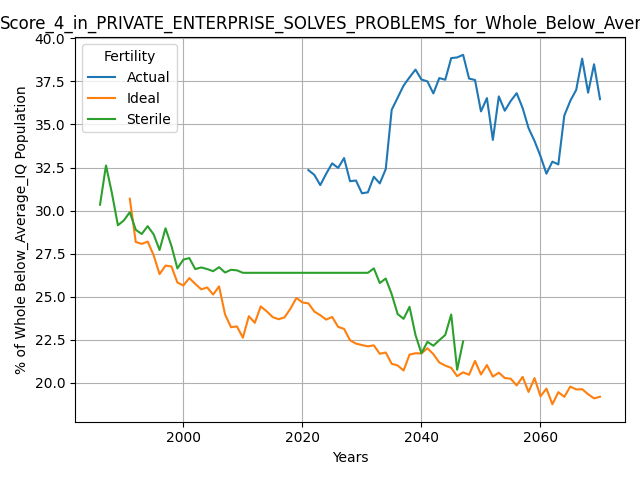 Score_4_in_PRIVATE_ENTERPRISE_SOLVES_PROBLEMS_for_Whole_Below_Aver
Fertility
Actual
Ideal
Sterile
% of Whole Below_Average_IQ Population
40.0
37.5
35.0
32.5
30.0
27.5
25.0
22.5
20.0
2000
2020
2040
2060
Years